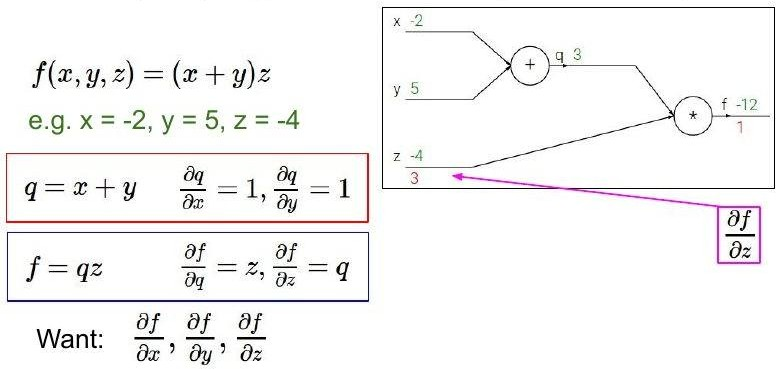 f(x, y, z) = (x + y)z
e.g. x = -2, y = 5, z = -4
q = x + y    ∂q/∂x = 1, ∂q/∂y = 1
f = qz    ∂f/∂q = z, ∂f/∂z = q
Want: ∂f/∂x, ∂f/∂y, ∂f/∂z
x -2
+
q 3
y 5
*
f -12
1
z -4
3
∂f/∂z